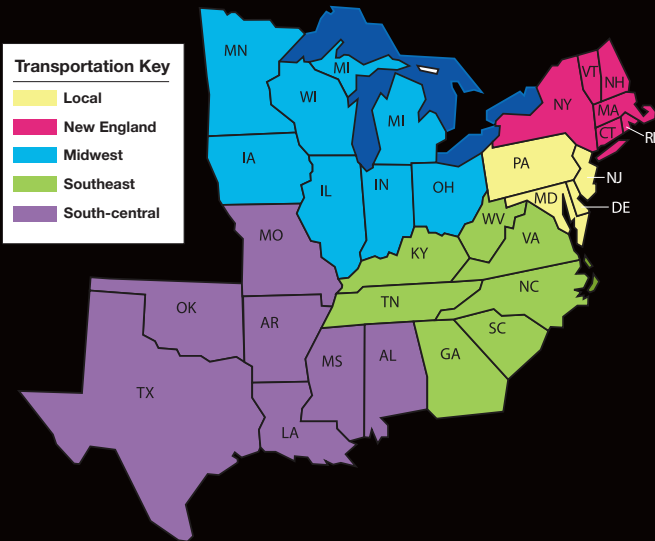 Transportation Key
Local
New England
Midwest
Southeast
South-central
MN
MI
WI
MI
IA
IL
IN
OH
VT
NH
NY
MA
CT
RI
PA
NJ
MD
DE
WV
VA
KY
MO
NC
TN
OK
AR
SC
MS
AL
GA
TX
LA